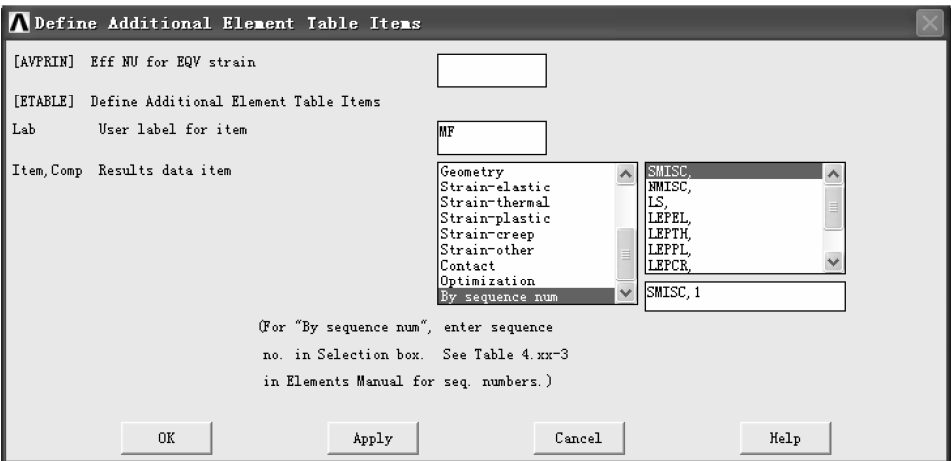 Define Additional Element Table Items
[AVPRIN] Eff NU for EQV strain
[ETABLE] Define Additional Element Table Items
Lab User label for item
MF
Item,Comp Results data item
Geometry
Strain-elastic
Strain-thermal
Strain-plastic
Strain-creep
Strain-other
Contact
Optimization
By sequence num
SMISC,
NMISC,
LS,
LEPEL,
LEPTH,
LEPPL,
LEPCR,
SMISC, 1
(For "By sequence num", enter sequence
no. in Selection box. See Table 4.xx-3
in Elements Manual for seq. numbers.)
OK Apply Cancel Help